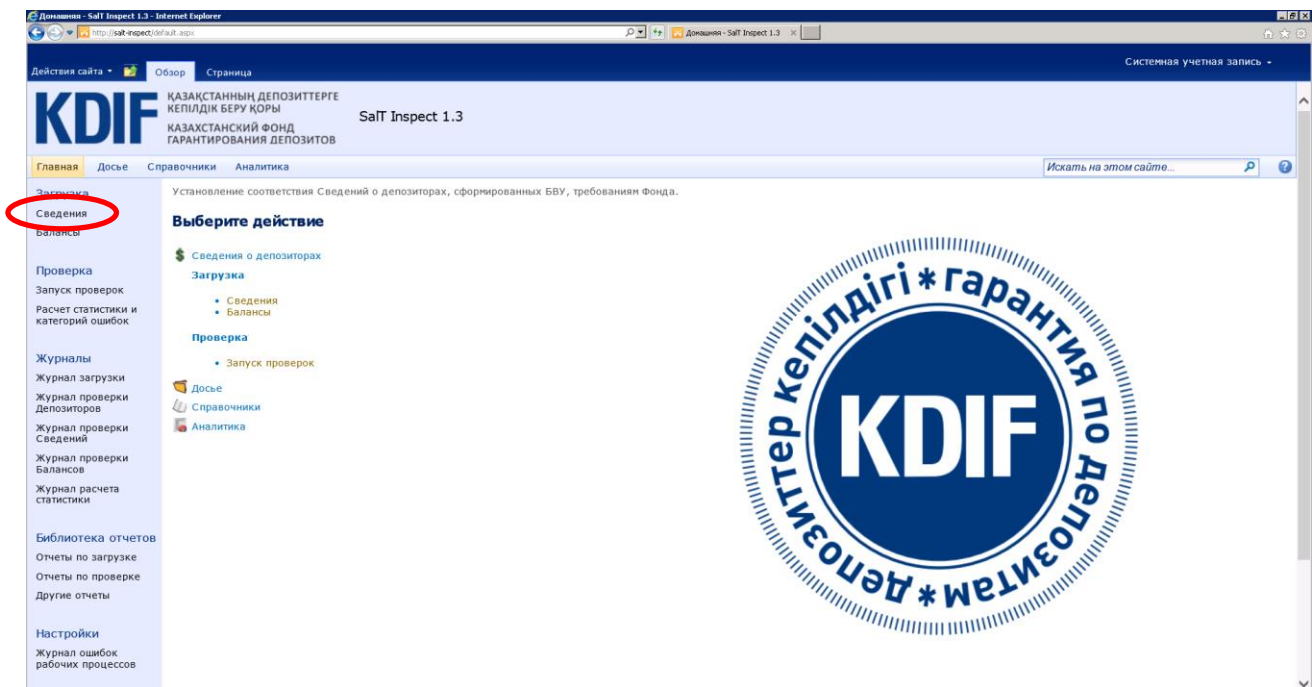 Домашняя - SalT Inspect 1.3 - Internet Explorer
http://salt-inspect/default.aspx
Домашняя - SalT Inspect 1.3
Действия сайта
Обзор
Страница
Системная учетная запись
KDIF
ҚАЗАҚСТАННЫҢ ДЕПОЗИТТЕРГЕ
КЕПІЛДІК БЕРУ ҚОРЫ
КАЗАХСТАНСКИЙ ФОНД
ГАРАНТИРОВАНИЯ ДЕПОЗИТОВ
SalT Inspect 1.3
Главная Досье Справочники Аналитика
Искать на этом сайте...
Загрузка
Сведения
Балансы
Проверка
Запуск проверок
Расчет статистики и
категорий ошибок
Журналы
Журнал загрузки
Журнал проверки
Депозиторов
Журнал проверки
Сведений
Журнал проверки
Балансов
Журнал расчета
статистики
Библиотека отчетов
Отчеты по загрузке
Отчеты по проверке
Другие отчеты
Настройки
Журнал ошибок
рабочих процессов
Установление соответствия Сведений о депозиторах, сформированных БВУ, требованиям Фонда.
Выберите действие
Сведения о депозиторах
Загрузка
• Сведения
• Балансы
Проверка
• Запуск проверок
Досье
Справочники
Аналитика
депозиттер кепілдігі * гарантия по депозитам *
KDIF